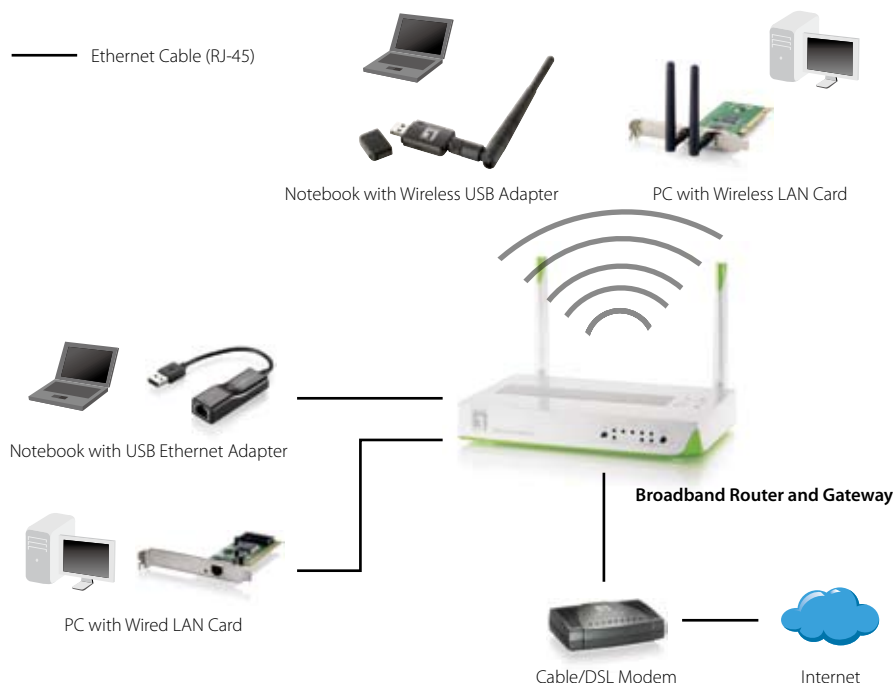 Ethernet Cable (RJ-45)
Notebook with Wireless USB Adapter
PC with Wireless LAN Card
Notebook with USB Ethernet Adapter
Broadband Router and Gateway
PC with Wired LAN Card
Cable/DSL Modem
Internet